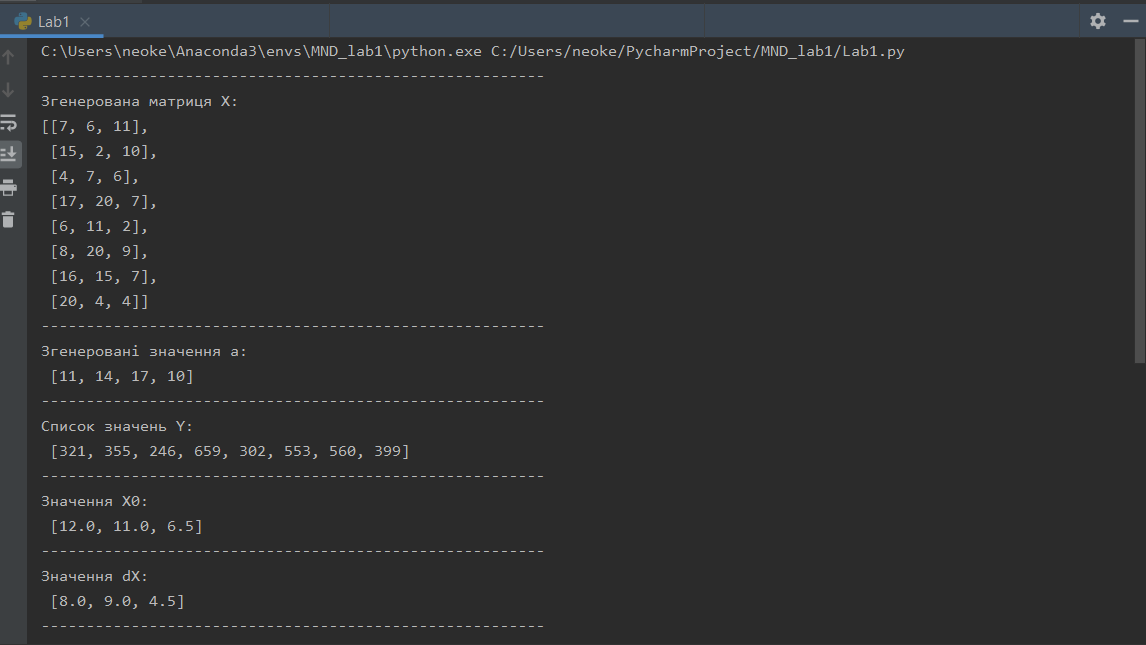 Lab1
C:\Users\neoke\Anaconda3\envs\MND_lab1\python.exe C:/Users/neoke/PycharmProject/MND_lab1/Lab1.py
--------------------------------------------------------
Згенерована матриця X:
[[7, 6, 11],
 [15, 2, 10],
 [4, 7, 6],
 [17, 20, 7],
 [6, 11, 2],
 [8, 20, 9],
 [16, 15, 7],
 [20, 4, 4]]
--------------------------------------------------------
Згенеровані значення a:
 [11, 14, 17, 10]
--------------------------------------------------------
Список значень Y:
 [321, 355, 246, 659, 302, 553, 560, 399]
--------------------------------------------------------
Значення X0:
 [12.0, 11.0, 6.5]
--------------------------------------------------------
Значення dX:
 [8.0, 9.0, 4.5]
--------------------------------------------------------